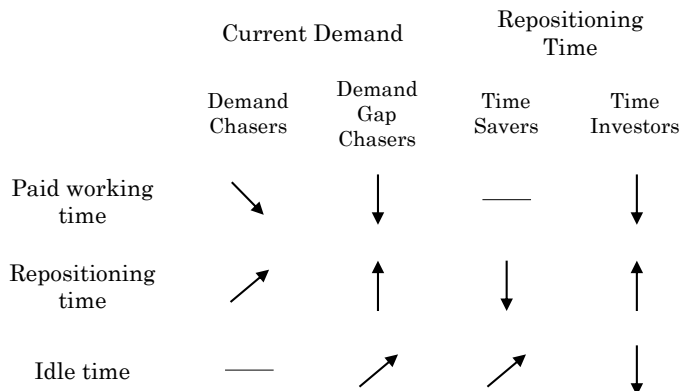 Current Demand
Repositioning
Time
Demand
Chasers
Demand
Gap
Chasers
Time
Savers
Time
Investors
Paid working
time
Repositioning
time
Idle time